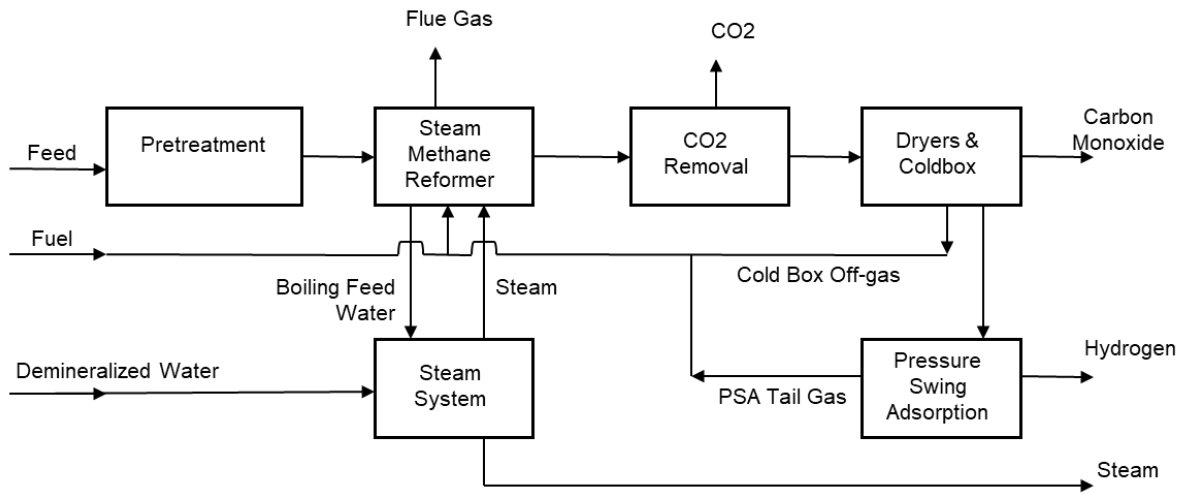 Flue Gas
CO2
Feed
Pretreatment
Steam
Methane
Reformer
CO2
Removal
Dryers &
Coldbox
Carbon
Monoxide
Fuel
Boiling Feed
Water
Steam
Cold Box Off-gas
Demineralized Water
Steam
System
PSA Tail Gas
Pressure
Swing
Adsorption
Hydrogen
Steam